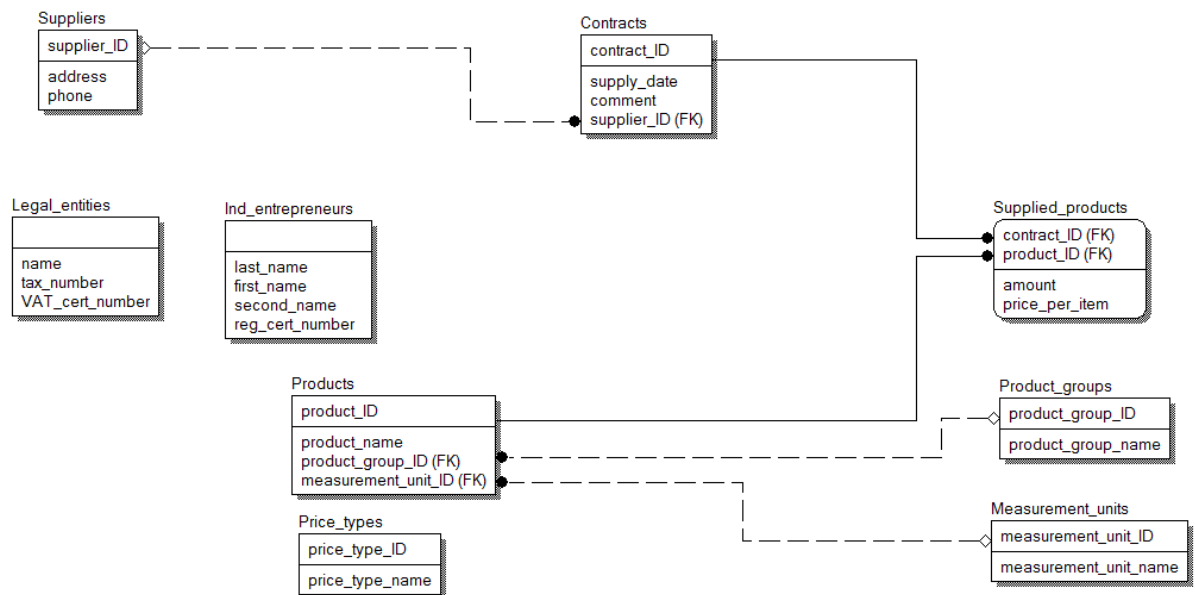 Suppliers
supplier_ID
address
phone
Contracts
contract_ID
supply_date
comment
supplier_ID (FK)
Legal_entities
name
tax_number
VAT_cert_number
Ind_entrepreneurs
last_name
first_name
second_name
reg_cert_number
Supplied_products
contract_ID (FK)
product_ID (FK)
amount
price_per_item
Products
product_ID
product_name
product_group_ID (FK)
measurement_unit_ID (FK)
Product_groups
product_group_ID
product_group_name
Price_types
price_type_ID
price_type_name
Measurement_units
measurement_unit_ID
measurement_unit_name